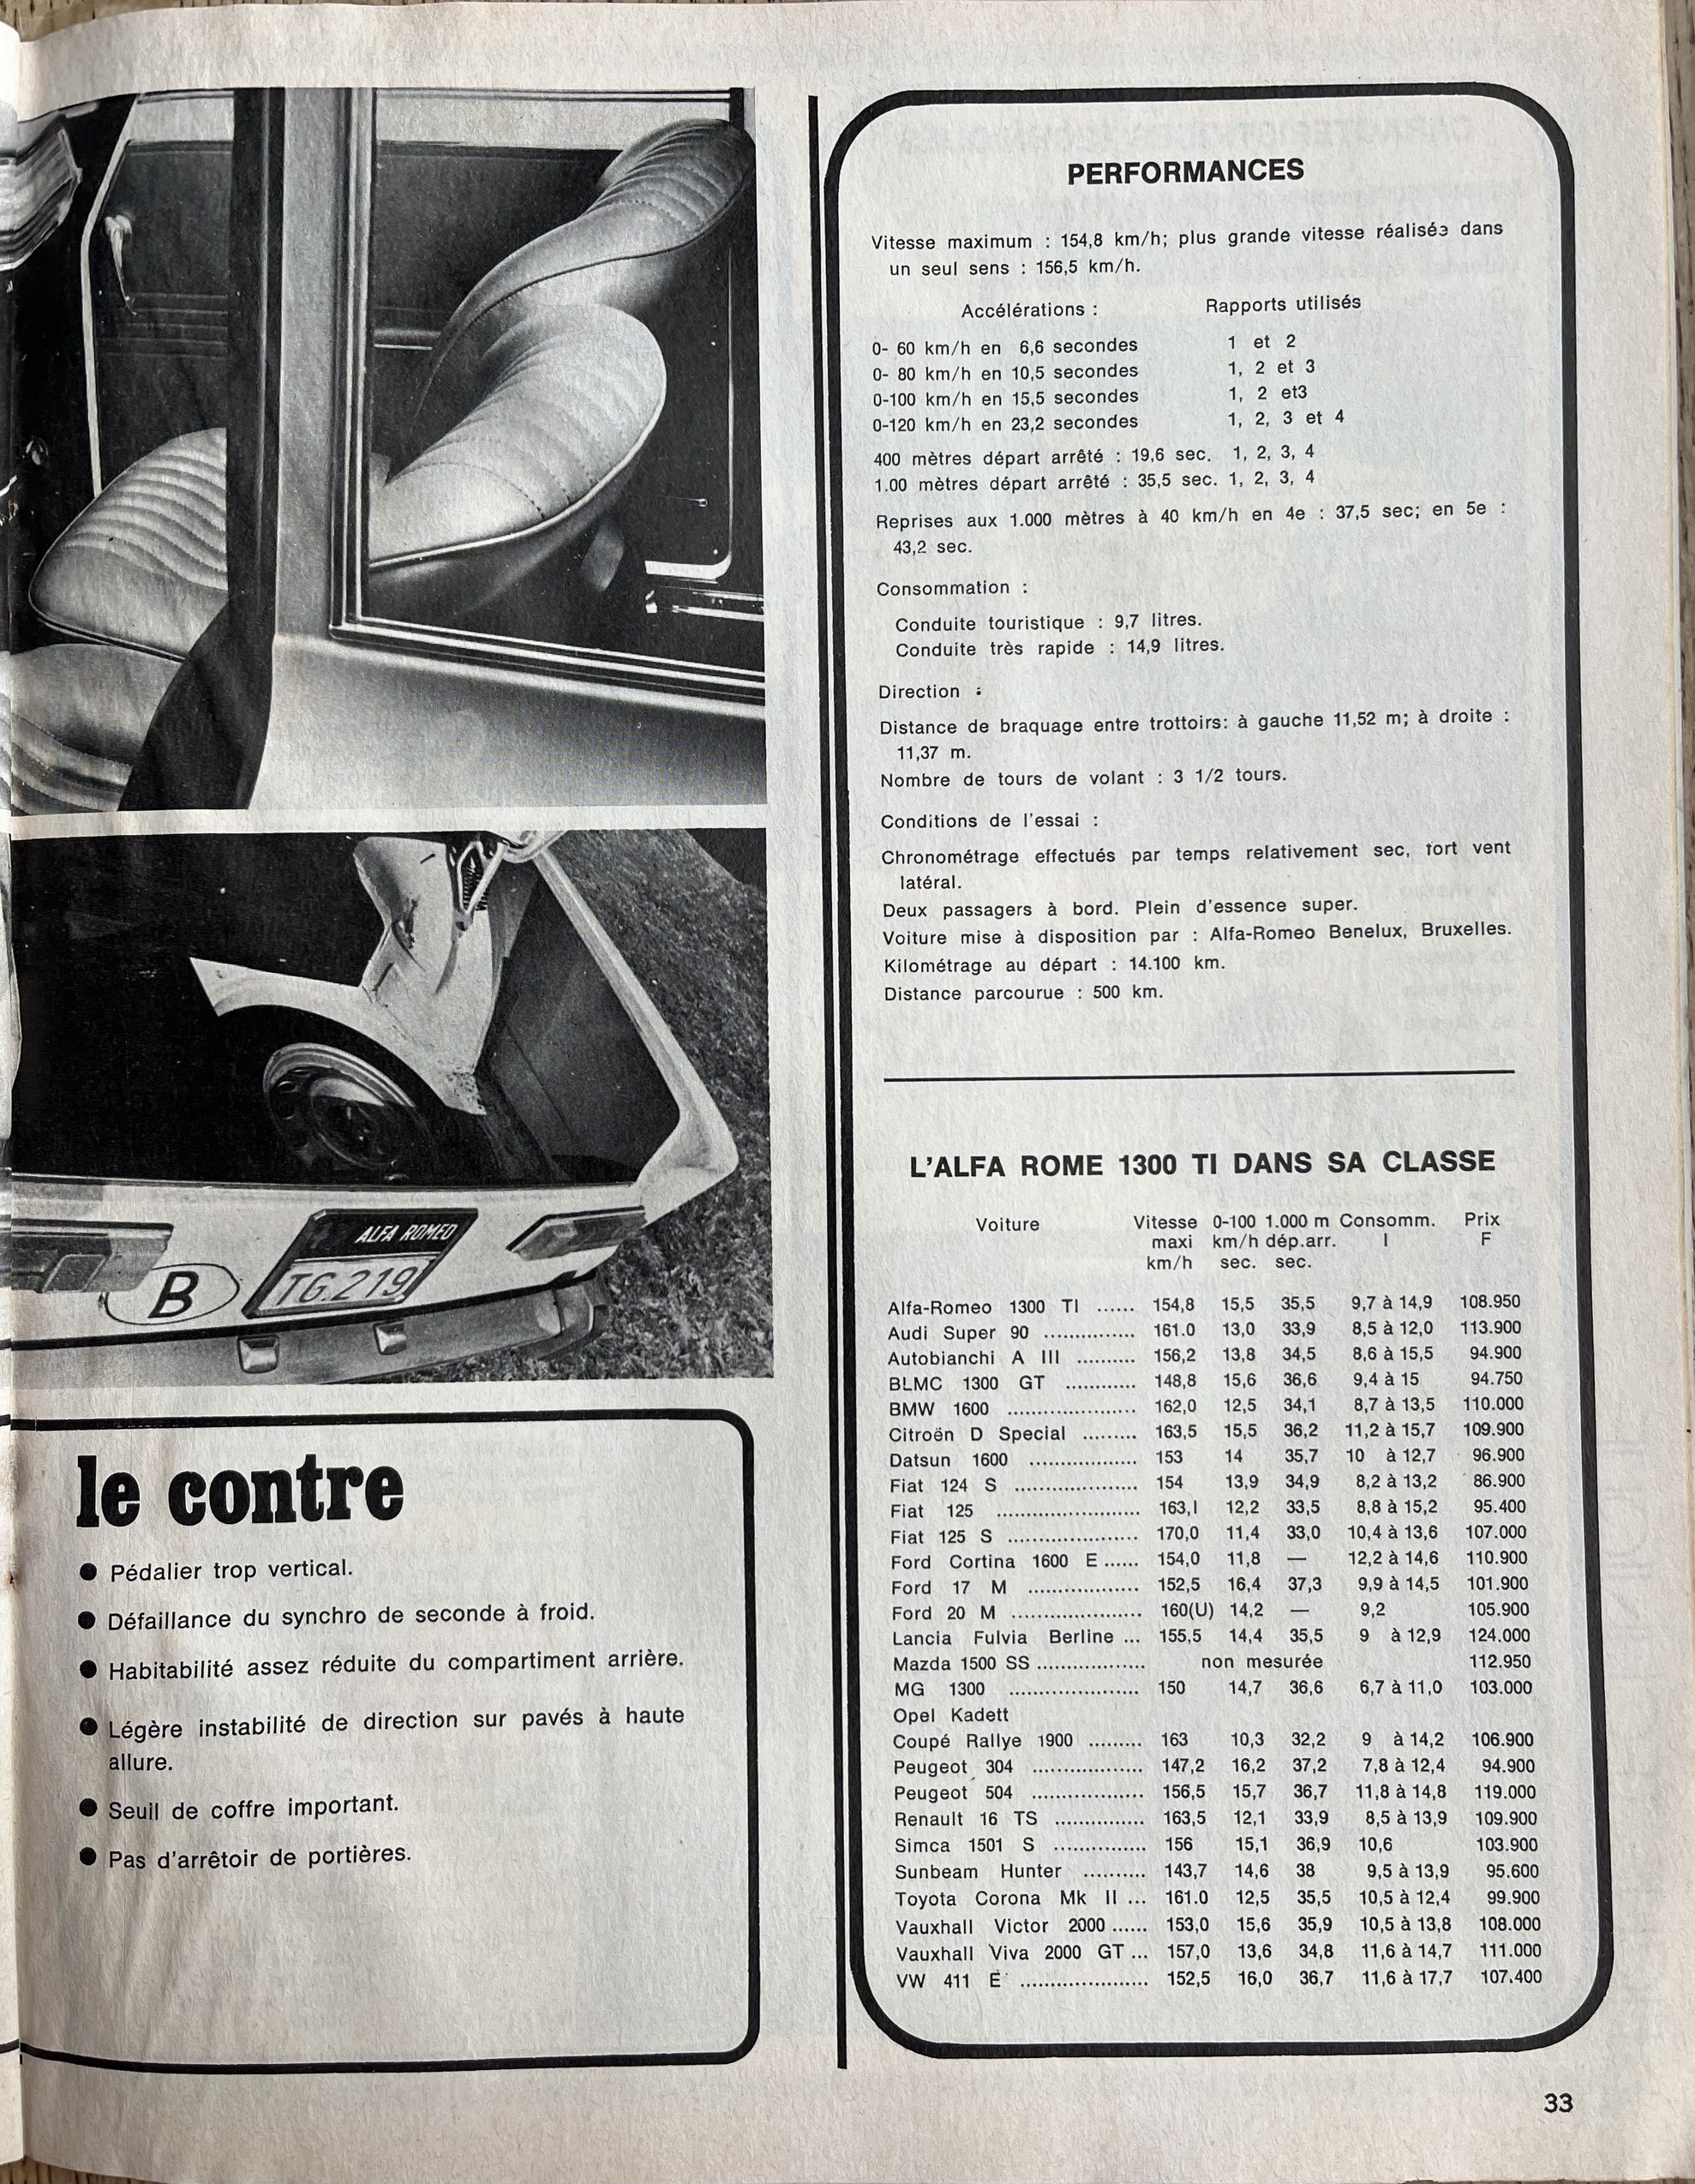 ALFA ROMEO
B
TG.219
le contre
● Pédalier trop vertical.
● Défaillance du synchro de seconde à froid.
● Habitabilité assez réduite du compartiment arrière.
● Légère instabilité de direction sur pavés à haute
allure.
● Seuil de coffre important.
● Pas d'arrêtoir de portières.
PERFORMANCES
Vitesse maximum : 154,8 km/h; plus grande vitesse réalisée dans
un seul sens : 156,5 km/h.
Accélérations : Rapports utilisés
0- 60 km/h en 6,6 secondes 1 et 2
0- 80 km/h en 10,5 secondes 1, 2 et 3
0-100 km/h en 15,5 secondes 1, 2 et3
0-120 km/h en 23,2 secondes 1, 2, 3 et 4
400 mètres départ arrêté : 19,6 sec. 1, 2, 3, 4
1.00 mètres départ arrêté : 35,5 sec. 1, 2, 3, 4
Reprises aux 1.000 mètres à 40 km/h en 4e : 37,5 sec; en 5e :
43,2 sec.
Consommation :
Conduite touristique : 9,7 litres.
Conduite très rapide : 14,9 litres.
Direction :
Distance de braquage entre trottoirs: à gauche 11,52 m; à droite :
11,37 m.
Nombre de tours de volant : 3 1/2 tours.
Conditions de l'essai :
Chronométrage effectués par temps relativement sec, fort vent
latéral.
Deux passagers à bord. Plein d'essence super.
Voiture mise à disposition par : Alfa-Romeo Benelux, Bruxelles.
Kilométrage au départ : 14.100 km.
Distance parcourue : 500 km.
L'ALFA ROME 1300 TI DANS SA CLASSE
Voiture Vitesse 0-100 1.000 m Consomm. Prix
maxi km/h dép.arr. l F
km/h sec. sec.
Alfa-Romeo 1300 TI ...... 154,8 15,5 35,5 9,7 à 14,9 108.950
Audi Super 90 ............... 161.0 13,0 33,9 8,5 à 12,0 113.900
Autobianchi A III .......... 156,2 13,8 34,5 8,6 à 15,5 94.900
BLMC 1300 GT ............ 148,8 15,6 36,6 9,4 à 15 94.750
BMW 1600 ...................... 162,0 12,5 34,1 8,7 à 13,5 110.000
Citroën D Special ......... 163,5 15,5 36,2 11,2 à 15,7 109.900
Datsun 1600 .................. 153 14 35,7 10 à 12,7 96.900
Fiat 124 S ..................... 154 13,9 34,9 8,2 à 13,2 86.900
Fiat 125 ........................ 163,I 12,2 33,5 8,8 à 15,2 95.400
Fiat 125 S ...................... 170,0 11,4 33,0 10,4 à 13,6 107.000
Ford Cortina 1600 E...... 154,0 11,8 — 12,2 à 14,6 110.900
Ford 17 M ................... 152,5 16,4 37,3 9,9 à 14,5 101.900
Ford 20 M ...................... 160(U) 14,2 — 9,2 105.900
Lancia Fulvia Berline ... 155,5 14,4 35,5 9 à 12,9 124.000
Mazda 1500 SS .................. non mesurée 112.950
MG 1300 ...................... 150 14,7 36,6 6,7 à 11,0 103.000
Opel Kadett
Coupé Rallye 1900 ......... 163 10,3 32,2 9 à 14,2 106.900
Peugeot 304 ................... 147,2 16,2 37,2 7,8 à 12,4 94.900
Peugeot 504 ................... 156,5 15,7 36,7 11,8 à 14,8 119.000
Renault 16 TS ............... 163,5 12,1 33,9 8,5 à 13,9 109.900
Simca 1501 S ................ 156 15,1 36,9 10,6 103.900
Sunbeam Hunter .......... 143,7 14,6 38 9,5 à 13,9 95.600
Toyota Corona Mk II ... 161.0 12,5 35,5 10,5 à 12,4 99.900
Vauxhall Victor 2000 ...... 153,0 15,6 35,9 10,5 à 13,8 108.000
Vauxhall Viva 2000 GT ... 157,0 13,6 34,8 11,6 à 14,7 111.000
VW 411 E ...................... 152,5 16,0 36,7 11,6 à 17,7 107.400
33